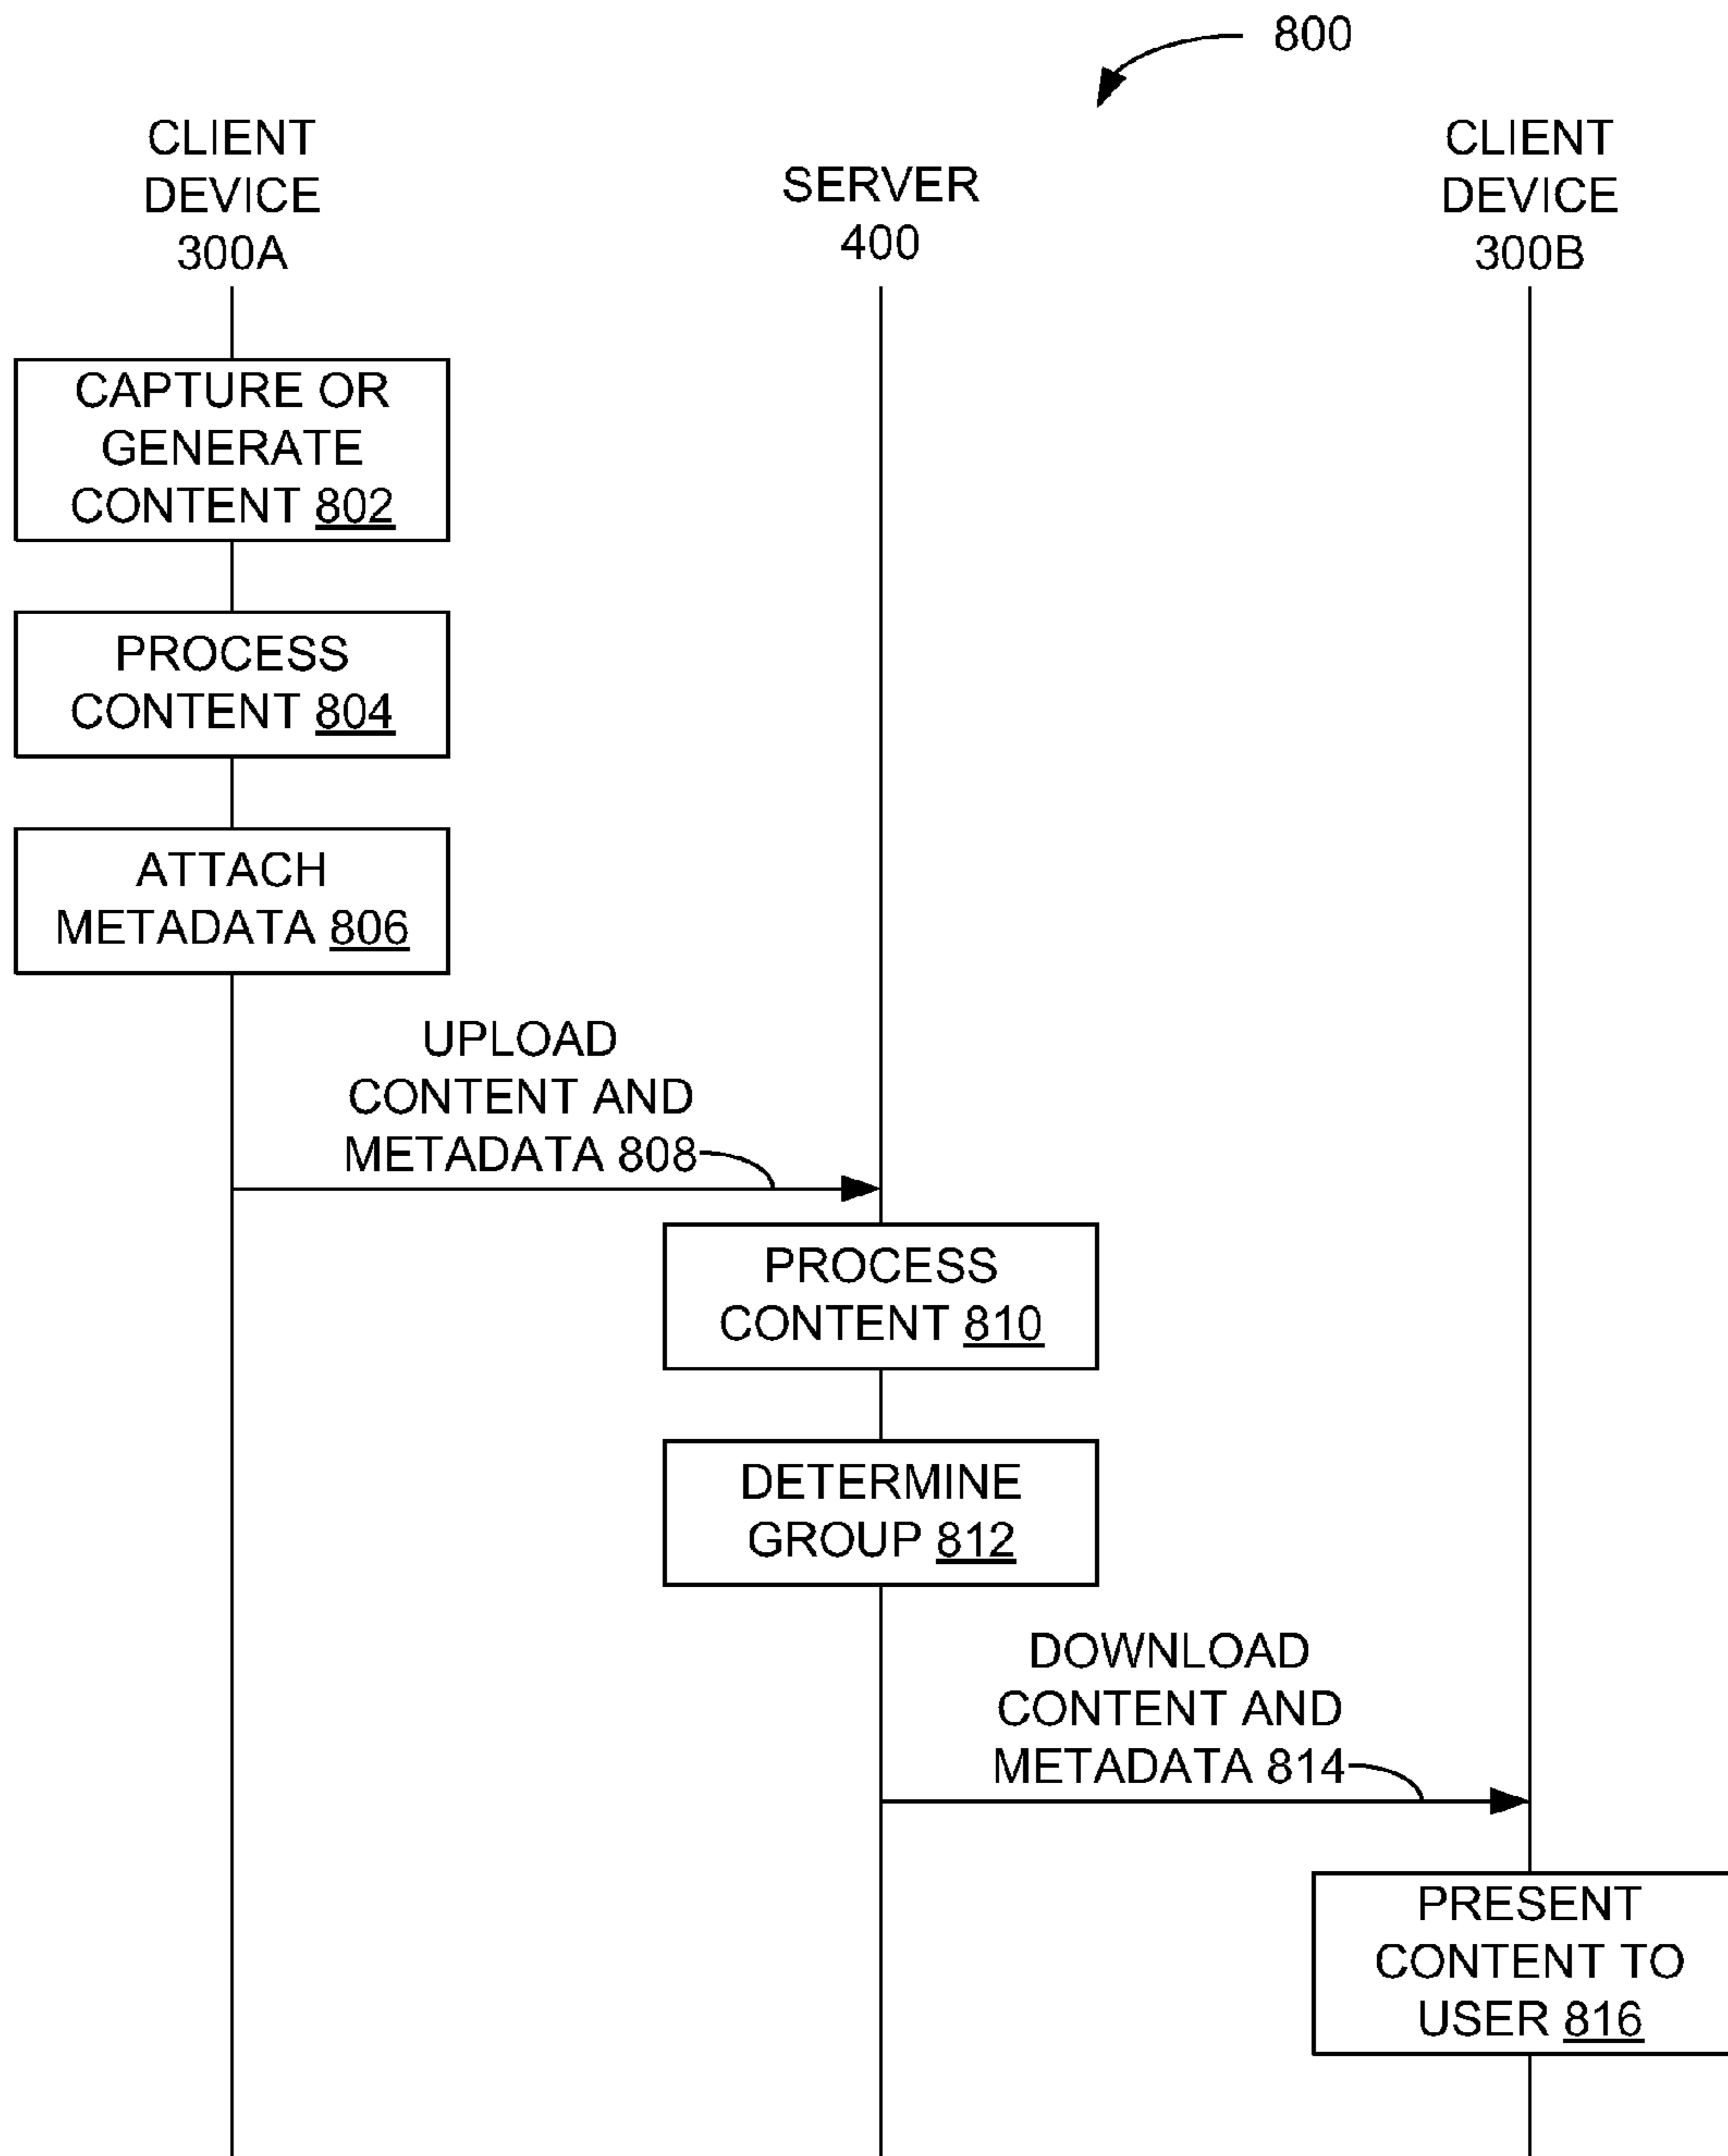 800
CLIENT
DEVICE
300A
SERVER
400
CLIENT
DEVICE
300B
CAPTURE OR
GENERATE
CONTENT 802
PROCESS
CONTENT 804
ATTACH
METADATA 806
UPLOAD
CONTENT AND
METADATA 808
PROCESS
CONTENT 810
DETERMINE
GROUP 812
DOWNLOAD
CONTENT AND
METADATA 814
PRESENT
CONTENT TO
USER 816